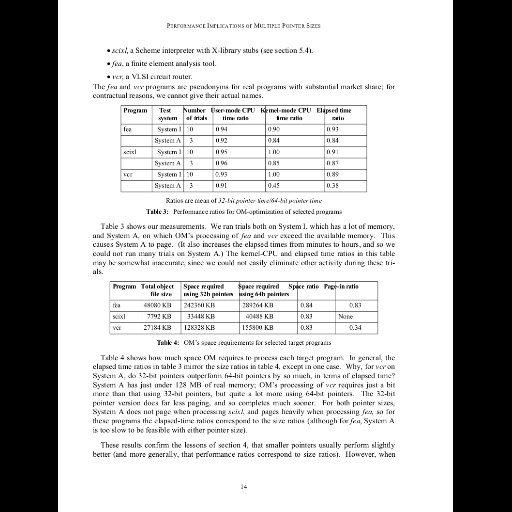 PERFORMANCE IMPLICATIONS OF MULTIPLE POINTER SIZES
• scixl, a Scheme interpreter with X-library stubs (see section 5.4).
• fea, a finite element analysis tool.
• vcr, a VLSI circuit router.
The fea and vcr programs are pseudonyms for real programs with substantial market share; for
contractual reasons, we cannot give their actual names.
Program Test Number User-mode CPU Kernel-mode CPU Elapsed time
system of trials time ratio time ratio ratio
fea System I 10 0.94 0.90 0.93
System A 3 0.92 0.84 0.84
scixl System I 10 0.95 1.00 0.91
System A 3 0.96 0.85 0.87
vcr System I 10 0.93 1.00 0.89
System A 3 0.91 0.45 0.38
Ratios are mean of 32-bit pointer time/64-bit pointer time
Table 3: Performance ratios for OM-optimization of selected programs
Table 3 shows our measurements. We ran trials both on System I, which has a lot of memory,
and System A, on which OM's processing of fea and vcr exceed the available memory. This
causes System A to page. (It also increases the elapsed times from minutes to hours, and so we
could not run many trials on System A.) The kernel-CPU and elapsed time ratios in this table
may be somewhat inaccurate, since we could not easily eliminate other activity during these tri-
als.
Program Total object Space required Space required Space ratio Page-in ratio
file size using 32b pointers using 64b pointers
fea 48080 KB 242360 KB 289264 KB 0.84 0.83
scixl 7792 KB 33448 KB 40488 KB 0.83 None
vcr 27184 KB 128328 KB 155800 KB 0.83 0.34
Table 4: OM's space requirements for selected target programs
Table 4 shows how much space OM requires to process each target program. In general, the
elapsed time ratios in table 3 mirror the size ratios in table 4, except in one case. Why, for vcr on
System A, do 32-bit pointers outperform 64-bit pointers by so much, in terms of elapsed time?
System A has just under 128 MB of real memory; OM's processing of vcr requires just a bit
more than that using 32-bit pointers, but quite a lot more using 64-bit pointers. The 32-bit
pointer version does far less paging, and so completes much sooner. For both pointer sizes,
System A does not page when processing scixl, and pages heavily when processing fea, so for
these programs the elapsed-time ratios correspond to the size ratios (although for fea, System A
is too slow to be feasible with either pointer size).
These results confirm the lessons of section 4, that smaller pointers usually perform slightly
better (and more generally, that performance ratios correspond to size ratios). However, when
14